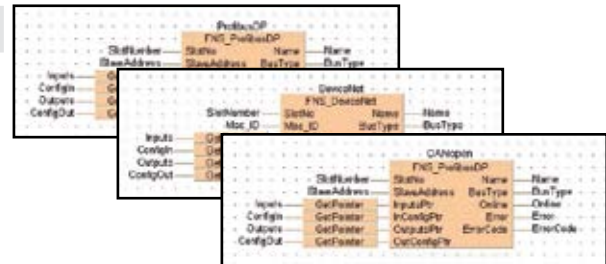 ProfibusDP
FNS_ProfibusDP
SlotNumber SlotNo Name Name
SlaveAddress SlaveAddress BusType BusType
Inputs
ConfigIn
Outputs
ConfigOut
DeviceNet
FNS_DeviceNet
SlotNumber SlotNo Name Name
Mac_ID Mac_ID BusType BusType
Inputs
ConfigIn
Outputs
ConfigOut
CANopen
FNS_ProfibusDP
SlotNumber SlotNo Name Name
SlaveAddress SlaveAddress BusType BusType
Inputs GetPointer InputsPtr Online Online
ConfigIn GetPointer InConfigPtr Error Error
Outputs GetPointer OutputsPtr ErrorCode ErrorCode
ConfigOut GetPointer OutConfigPtr